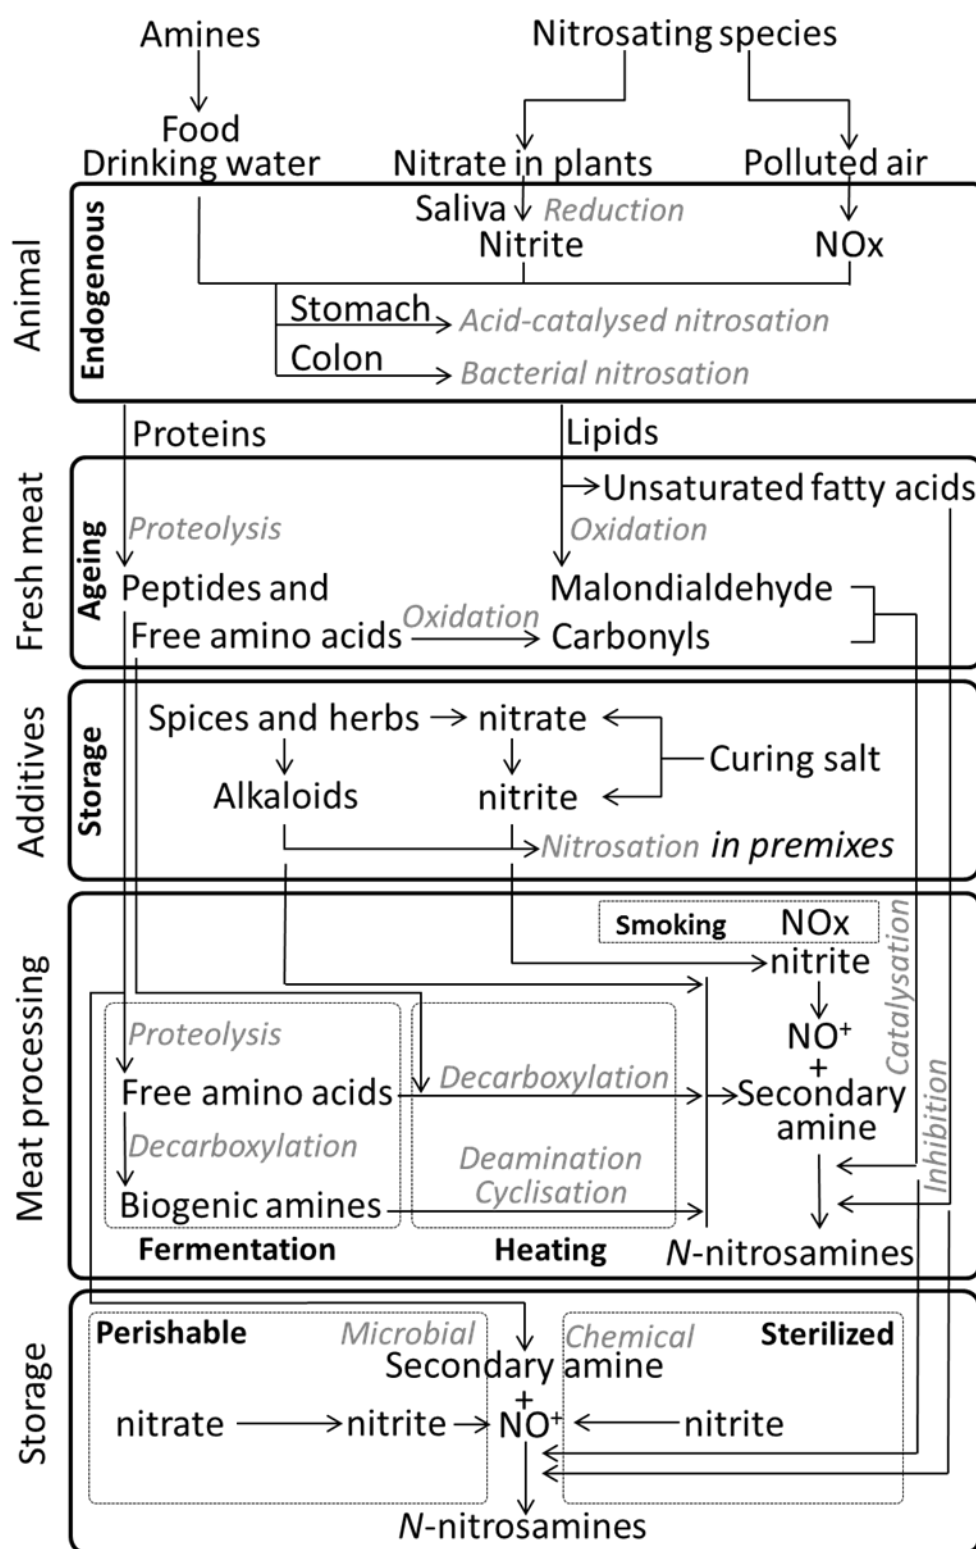 Amines
Nitrosating species
Food
Drinking water
Nitrate in plants
Polluted air
Animal
Endogenous
Saliva
Reduction
Nitrite
NOx
Stomach
Acid-catalysed nitrosation
Colon
Bacterial nitrosation
Proteins
Lipids
Fresh meat
Ageing
Unsaturated fatty acids
Proteolysis
Oxidation
Peptides and
Malondialdehyde
Free amino acids
Oxidation
Carbonyls
Additives
Storage
Spices and herbs
nitrate
Curing salt
Alkaloids
nitrite
Nitrosation in premixes
Meat processing
Smoking
NOx
nitrite
Catalysation
NO⁺
+
Proteolysis
Free amino acids
Decarboxylation
Secondary
amine
Inhibition
Decarboxylation
Deamination
Cyclisation
Biogenic amines
Fermentation
Heating
N-nitrosamines
Storage
Perishable
Microbial
Chemical
Sterilized
Secondary amine
+
nitrate
nitrite
NO⁺
nitrite
N-nitrosamines